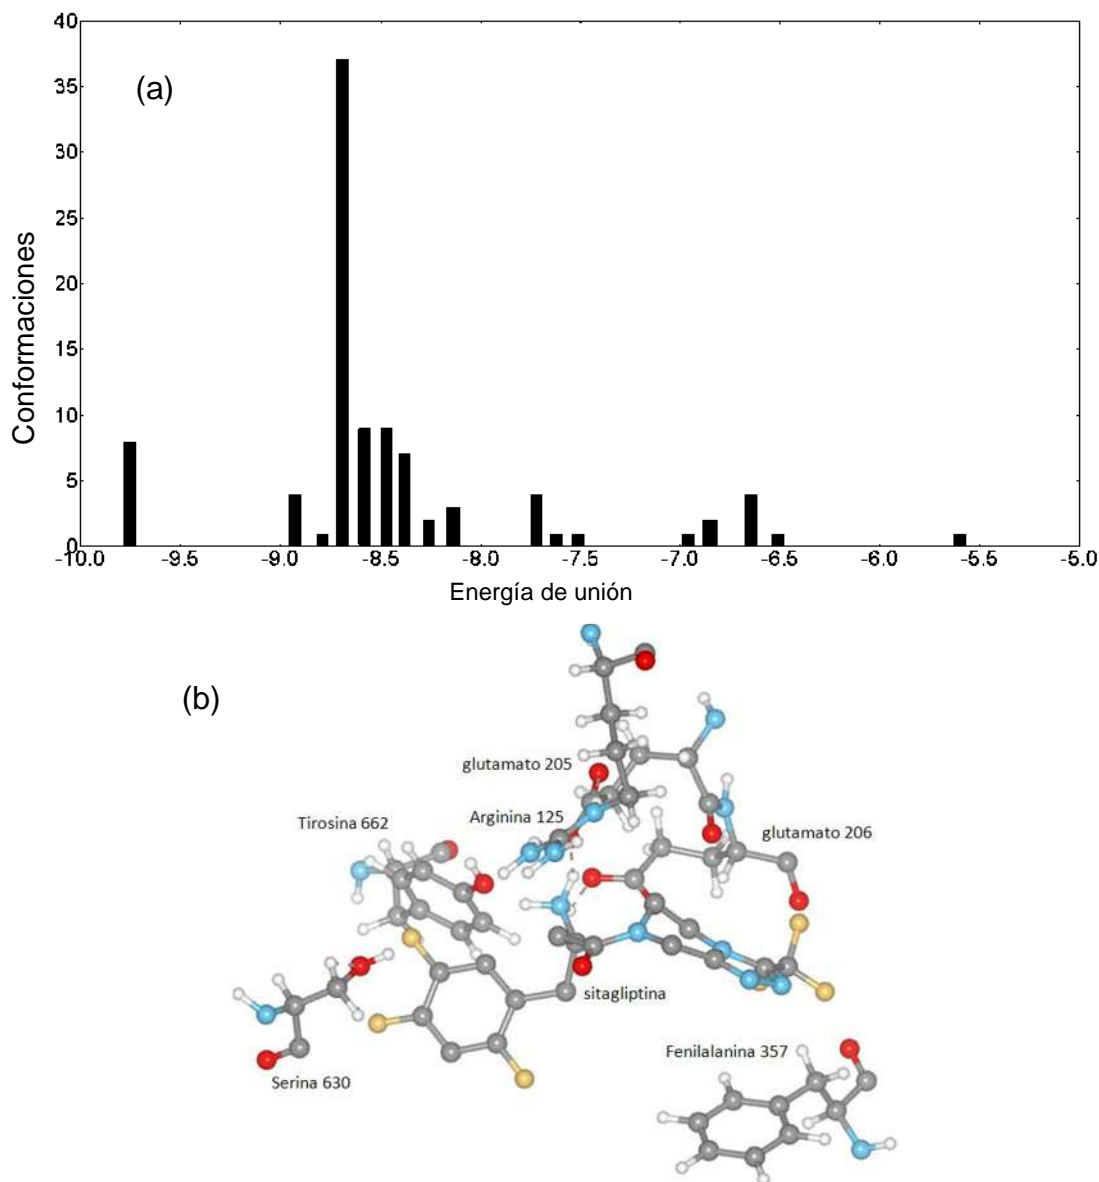 40
35
30
25
20
15
10
5
0
(a)
Conformaciones
-10.0 -9.5 -9.0 -8.5 -8.0 -7.5 -7.0 -6.5 -6.0 -5.5 -5.0
Energía de unión
(b)
glutamato 205
Arginina 125
Tirosina 662
glutamato 206
sitagliptina
Fenilalanina 357
Serina 630